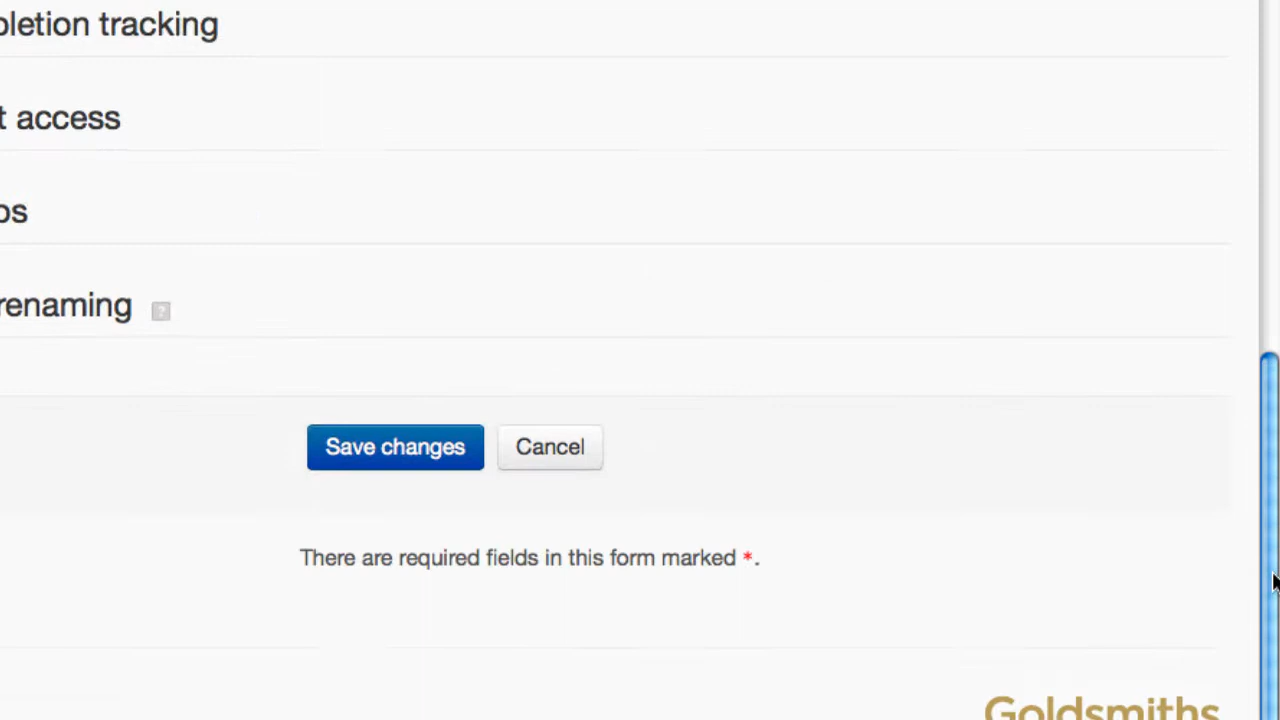 pletion tracking
t access
ps
renaming ?
Save changes Cancel
There are required fields in this form marked *.
Goldsmiths